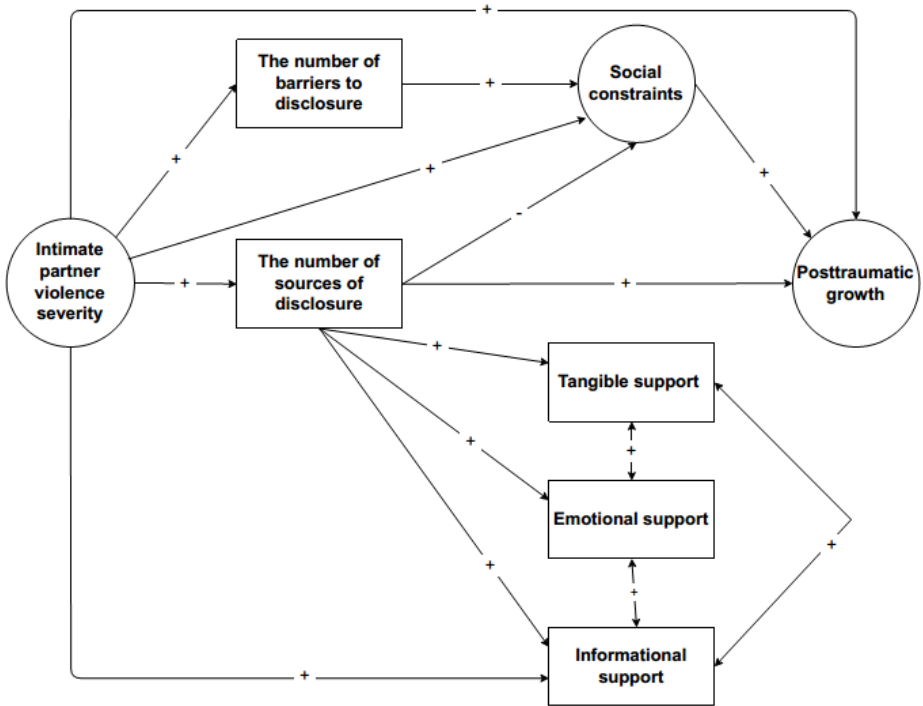 +
The number of
barriers to
disclosure
+
Social
constraints
+
+
+
-
Intimate
partner
violence
severity
+
The number of
sources of
disclosure
+
Posttraumatic
growth
+
Tangible support
+
+
Emotional support
+
+
+
Informational
support
+